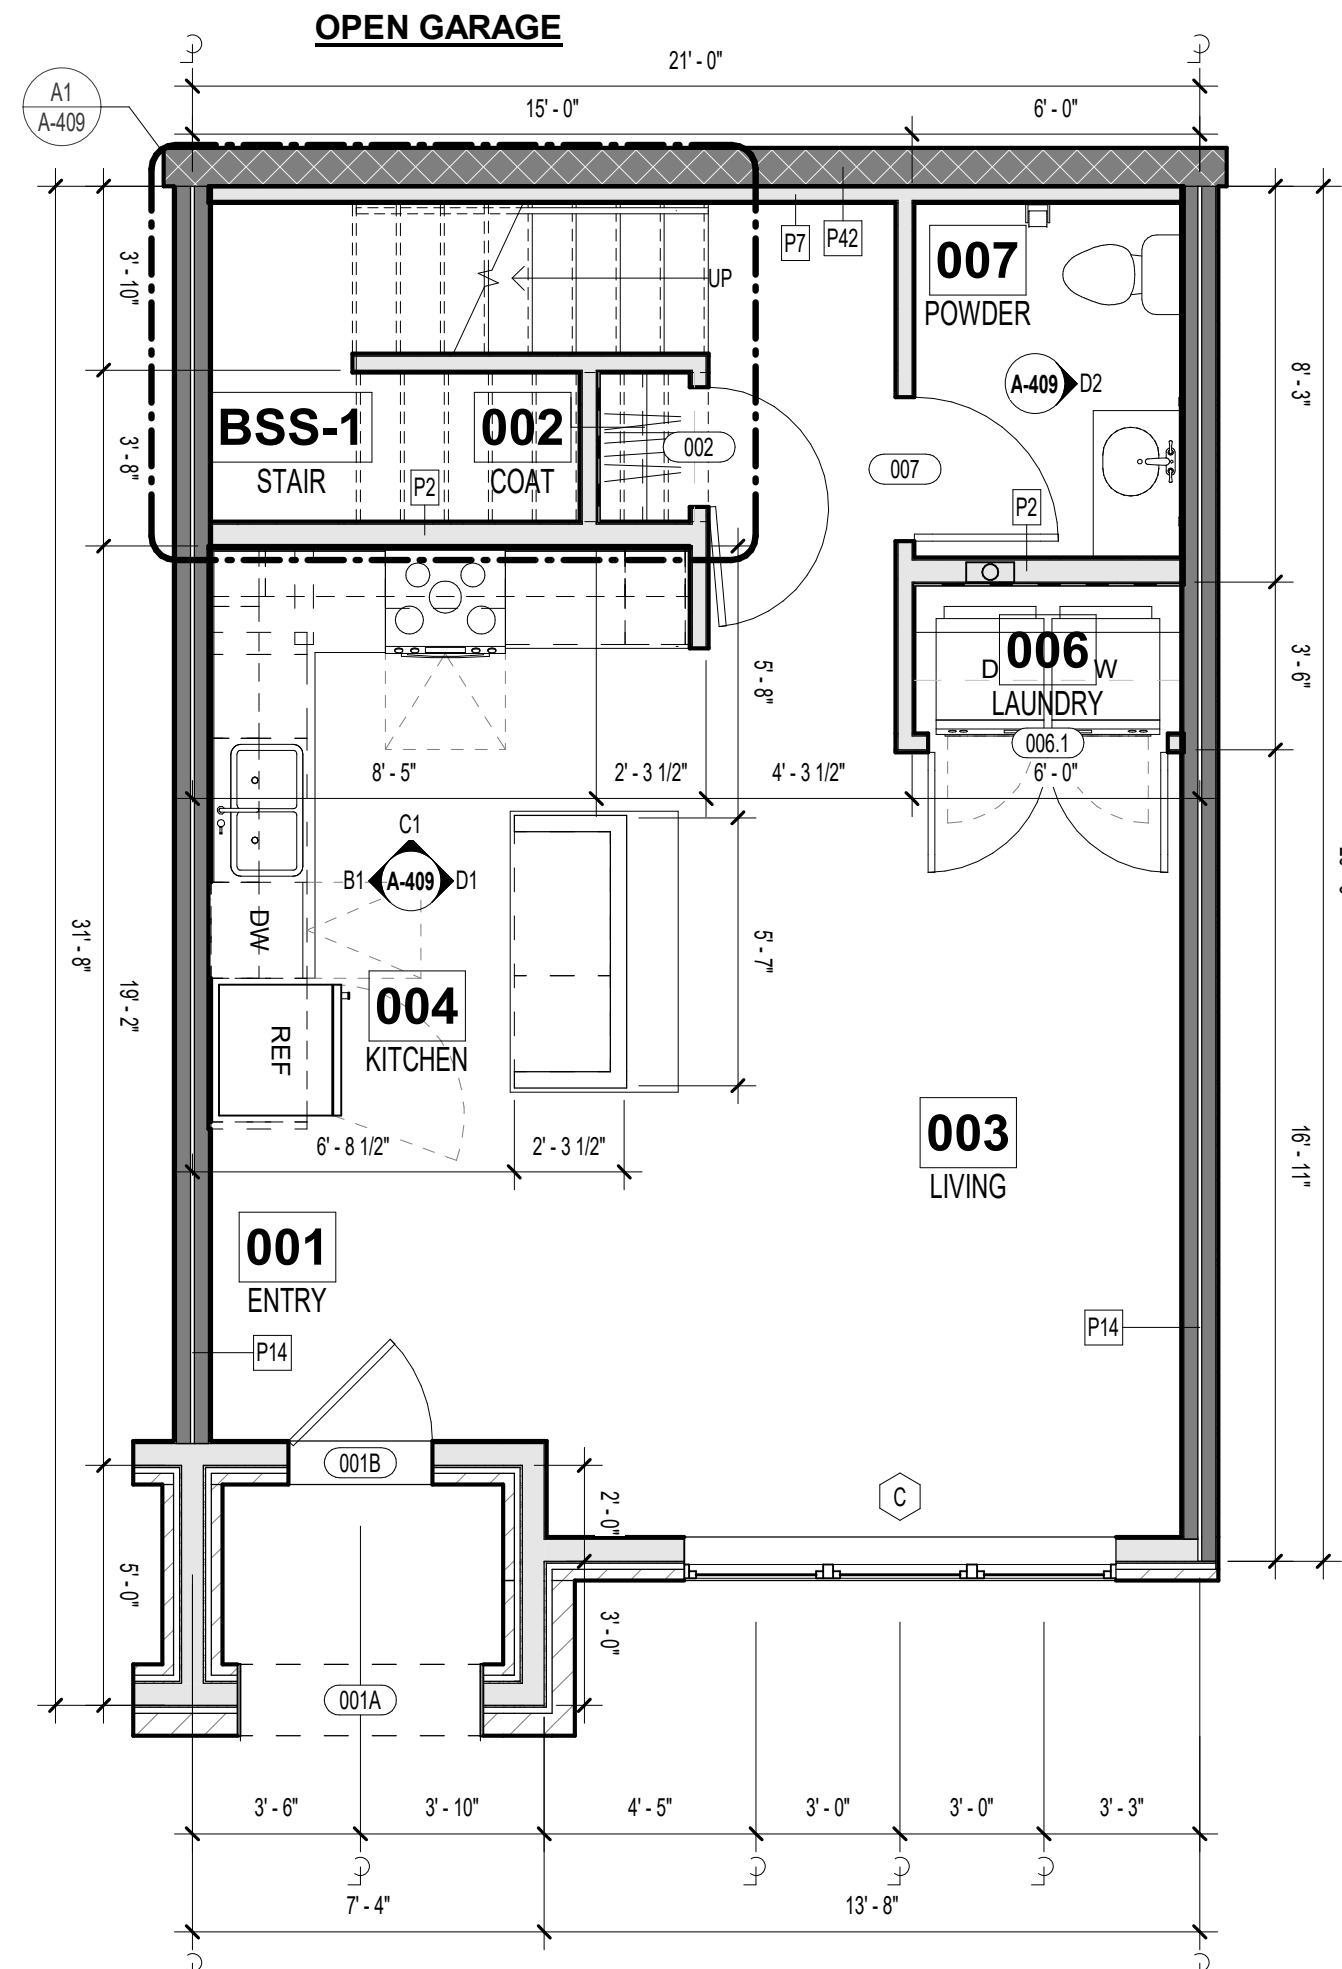 OPEN GARAGE
21' - 0"
A1
A-409
15' - 0"
6' - 0"
P7
P42
007
POWDER
UP
3' - 10"
A-409
D2
8' - 3"
BSS-1
STAIR
002
COAT
002
007
3' - 8"
P2
P2
D
006
W
LAUNDRY
3' - 6"
5' - 8"
006.1
8' - 5"
2' - 3 1/2"
4' - 3 1/2"
6' - 0"
C1
B1
A-409
D1
DW
31' - 8"
5' - 7"
19' - 2"
004
KITCHEN
REF
6' - 8 1/2"
2' - 3 1/2"
003
LIVING
16' - 11"
001
ENTRY
P14
P14
001B
C
2' - 0"
5' - 0"
3' - 0"
001A
3' - 6"
3' - 10"
4' - 5"
3' - 0"
3' - 0"
3' - 3"
7' - 4"
13' - 8"